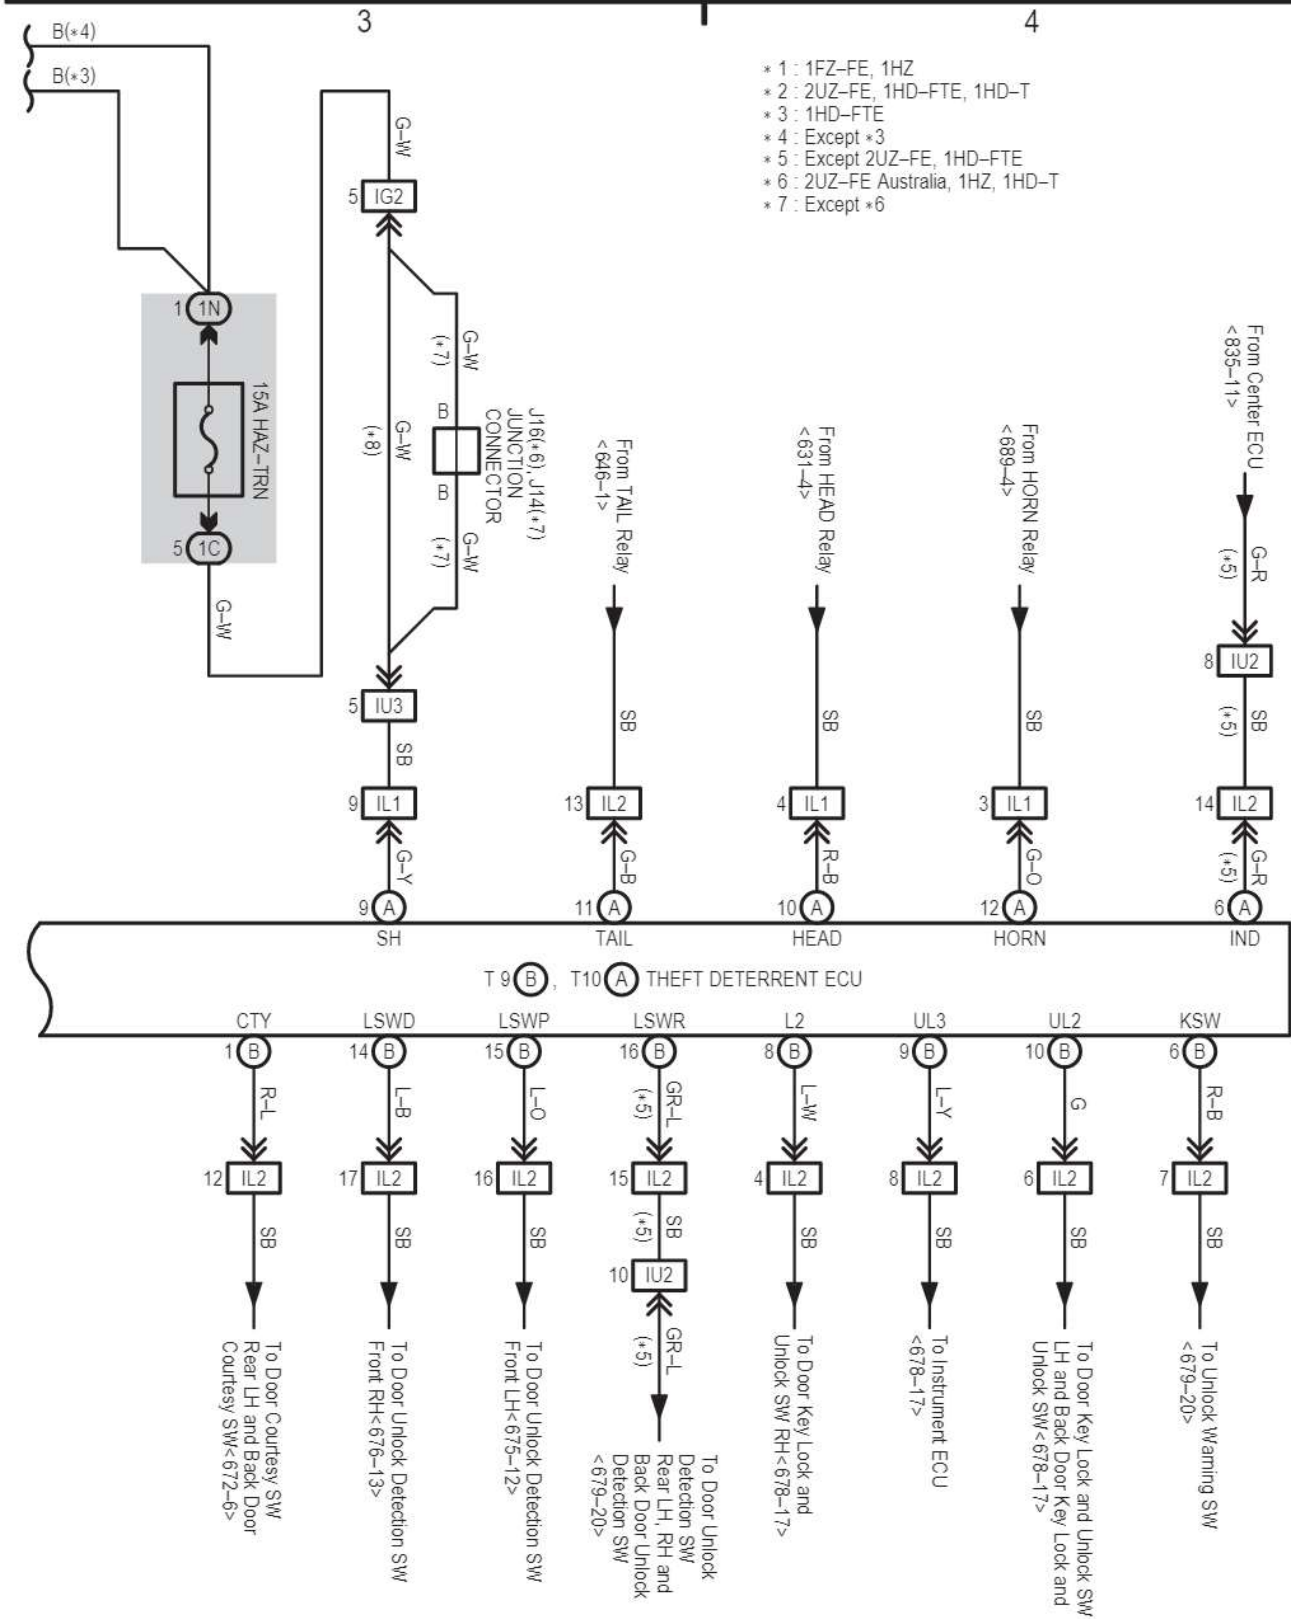 3
4
B(*4)
B(*3)
* 1 : 1FZ–FE, 1HZ
* 2 : 2UZ–FE, 1HD–FTE, 1HD–T
* 3 : 1HD–FTE
* 4 : Except *3
* 5 : Except 2UZ–FE, 1HD–FTE
* 6 : 2UZ–FE Australia, 1HZ, 1HD–T
* 7 : Except *6
G–W
5 IG2
1 1N
15A HAZ–TRN
5 1C
G–W
G–W
(*7)
B
J16(*6), J14(*7)
JUNCTION
CONNECTOR
B
G–W
(*7)
G–W
(*8)
From TAIL Relay
<646–1>
From HEAD Relay
<631–4>
From HORN Relay
<689–4>
From Center ECU
<835–11>
G–R
(*5)
8 IU2
5 IU3
SB
SB
SB
SB
SB
(*5)
9 IL1
13 IL2
4 IL1
3 IL1
14 IL2
G–Y
G–B
R–B
G–O
G–R
(*5)
9 A
11 A
10 A
12 A
6 A
SH
TAIL
HEAD
HORN
IND
T 9 B , T10 A THEFT DETERRENT ECU
CTY
LSWD
LSWP
LSWR
L2
UL3
UL2
KSW
1 B
14 B
15 B
16 B
8 B
9 B
10 B
6 B
R–L
L–B
L–O
GR–L
(*5)
L–W
L–Y
G
R–B
12 IL2
17 IL2
16 IL2
15 IL2
4 IL2
8 IL2
6 IL2
7 IL2
SB
SB
SB
SB
(*5)
SB
SB
SB
SB
10 IU2
GR–L
(*5)
To Door Courtesy SW
Rear LH and Back Door
Courtesy SW<672–6>
To Door Unlock Detection SW
Front RH<676–13>
To Door Unlock Detection SW
Front LH<675–12>
To Door Unlock
Detection SW
Rear LH, RH and
Back Door Unlock
Detection SW
<679–20>
To Door Key Lock and
Unlock SW RH<678–17>
To Instrument ECU
<678–17>
To Door Key Lock and Unlock SW
LH and Back Door Key Lock and
Unlock SW<678–17>
To Unlock Warning SW
<679–20>